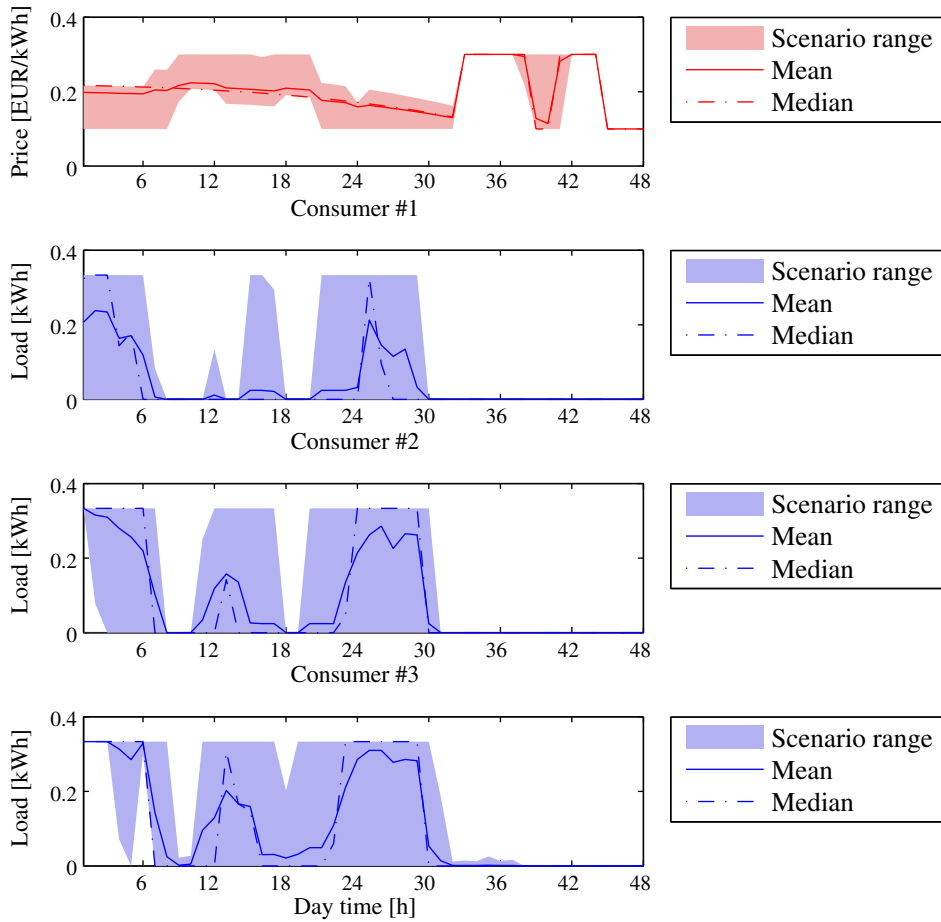 0.4
0.2
0
Price [EUR/kWh]
6 12 18 24 30 36 42 48
Scenario range
Mean
Median
Consumer #1
0.4
0.2
0
Load [kWh]
6 12 18 24 30 36 42 48
Scenario range
Mean
Median
Consumer #2
0.4
0.2
0
Load [kWh]
6 12 18 24 30 36 42 48
Scenario range
Mean
Median
Consumer #3
0.4
0.2
0
Load [kWh]
6 12 18 24 30 36 42 48
Scenario range
Mean
Median
Day time [h]